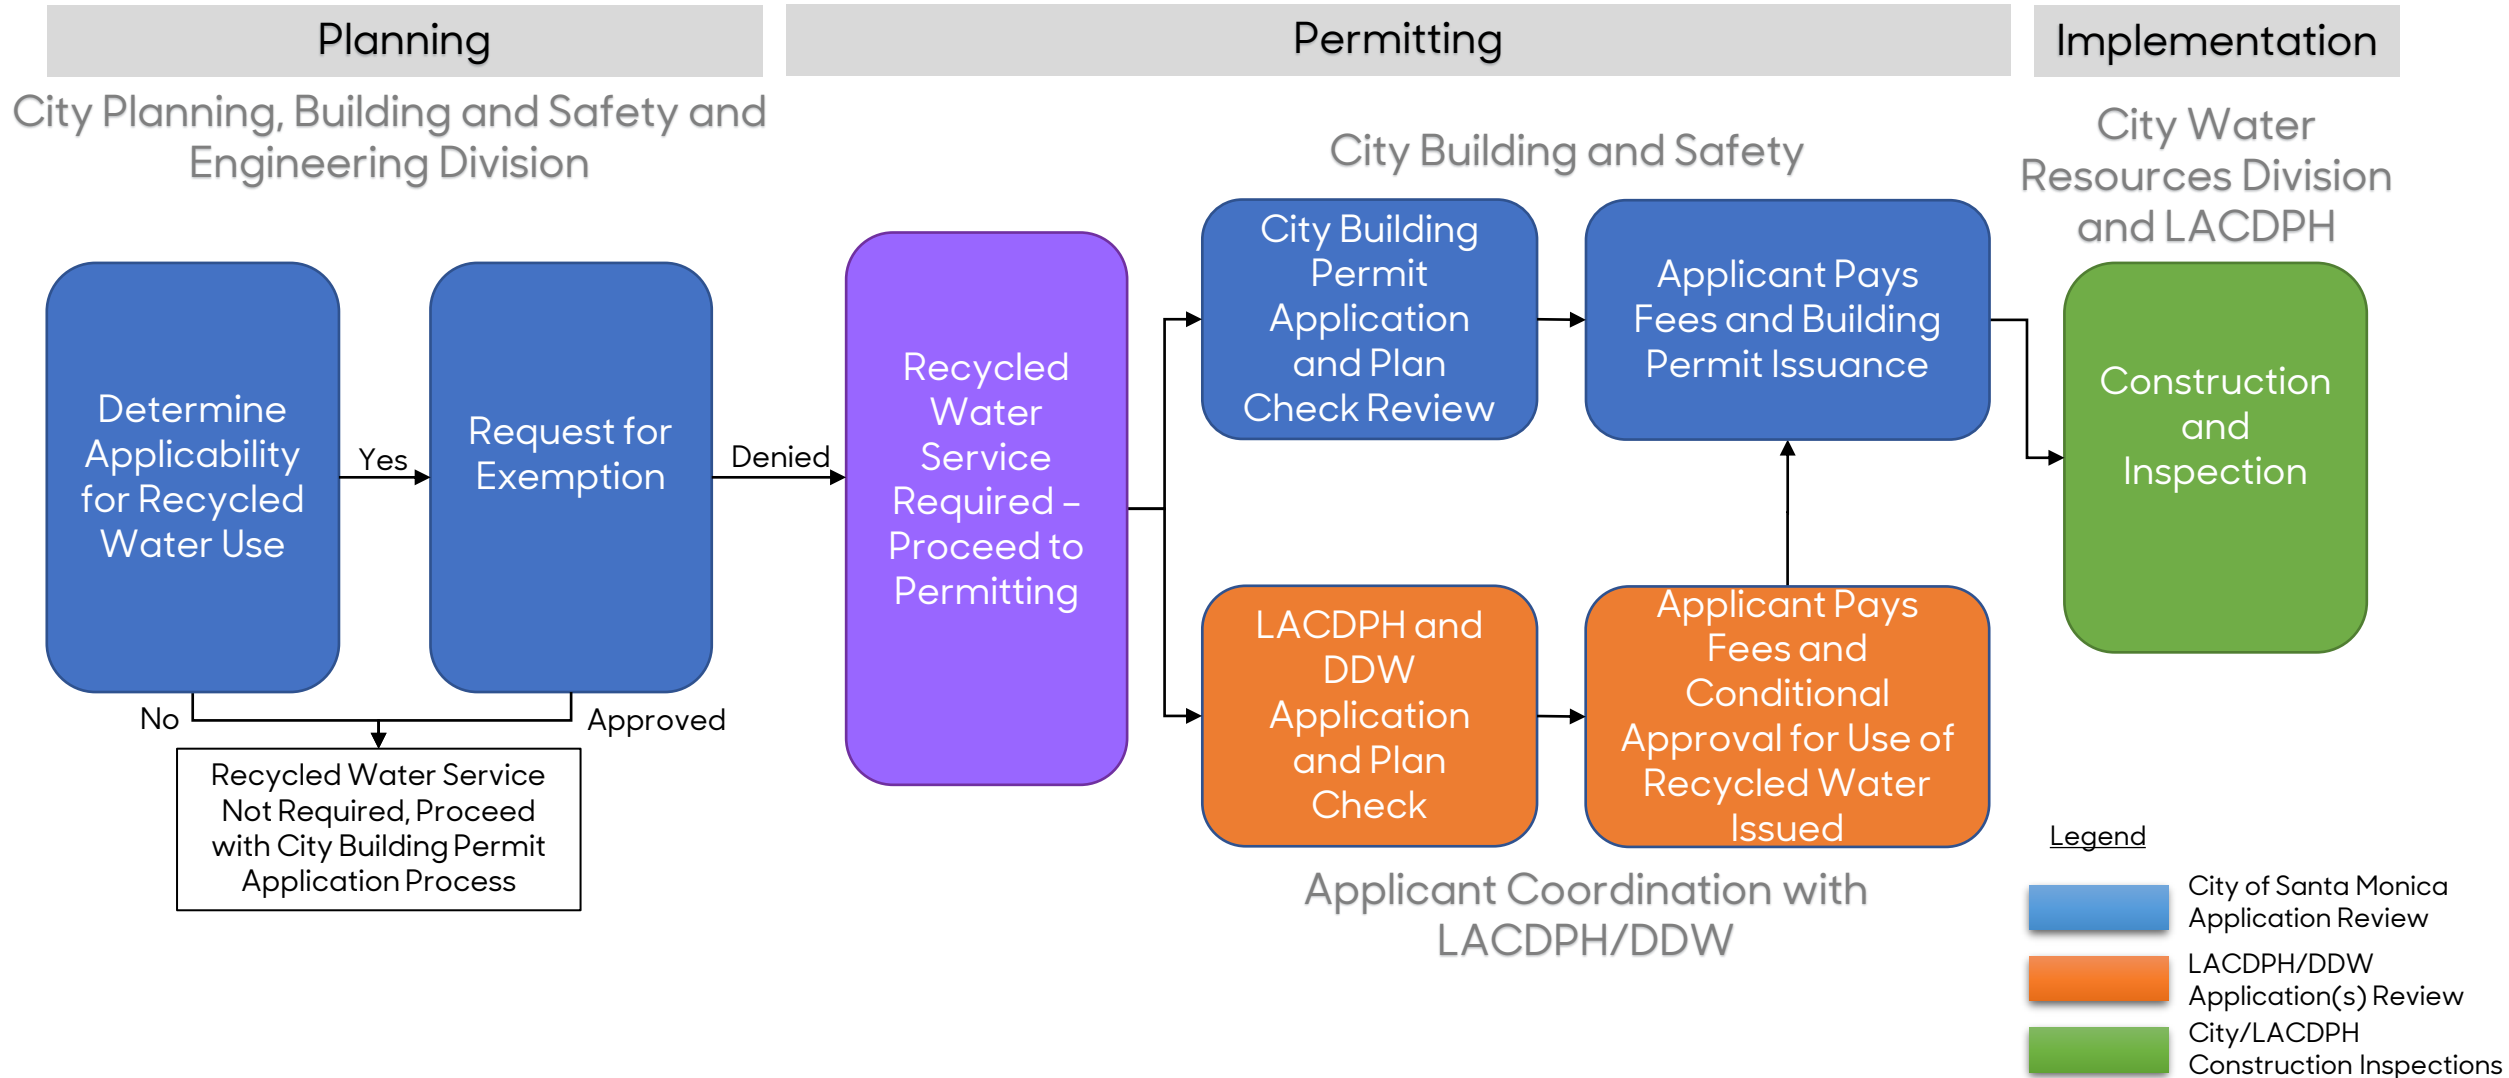 Planning
Permitting
Implementation
City Planning, Building and Safety and
Engineering Division
City Building and Safety
City Water
Resources Division
and LACDPH
Determine
Applicability
for Recycled
Water Use
Yes
Request for
Exemption
Denied
Recycled
Water
Service
Required –
Proceed to
Permitting
City Building
Permit
Application
and Plan
Check Review
Applicant Pays
Fees and Building
Permit Issuance
Construction
and
Inspection
LACDPH and
DDW
Application
and Plan
Check
Applicant Pays
Fees and
Conditional
Approval for Use of
Recycled Water
Issued
No
Approved
Recycled Water Service
Not Required, Proceed
with City Building Permit
Application Process
Applicant Coordination with
LACDPH/DDW
Legend
City of Santa Monica
Application Review
LACDPH/DDW
Application(s) Review
City/LACDPH
Construction Inspections